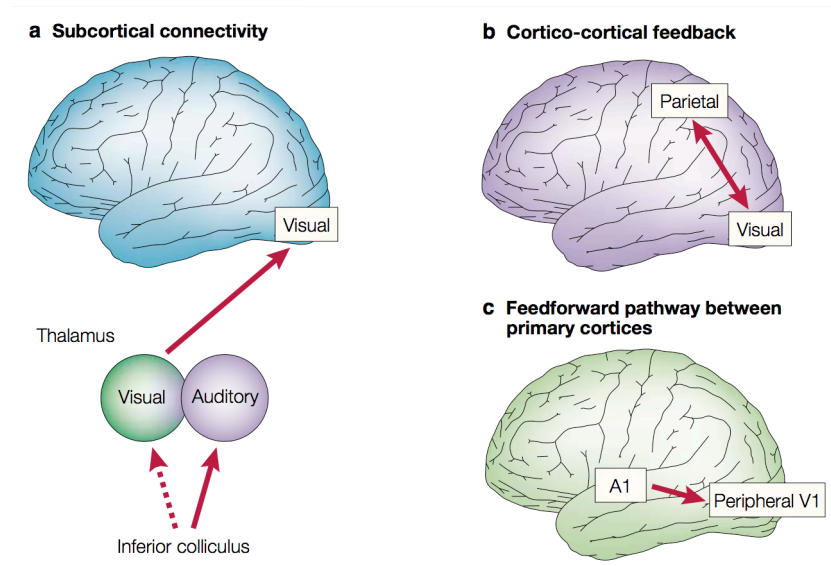 a Subcortical connectivity
Visual
Thalamus
Visual
Auditory
Inferior colliculus
b Cortico-cortical feedback
Parietal
Visual
c Feedforward pathway between
primary cortices
A1
Peripheral V1